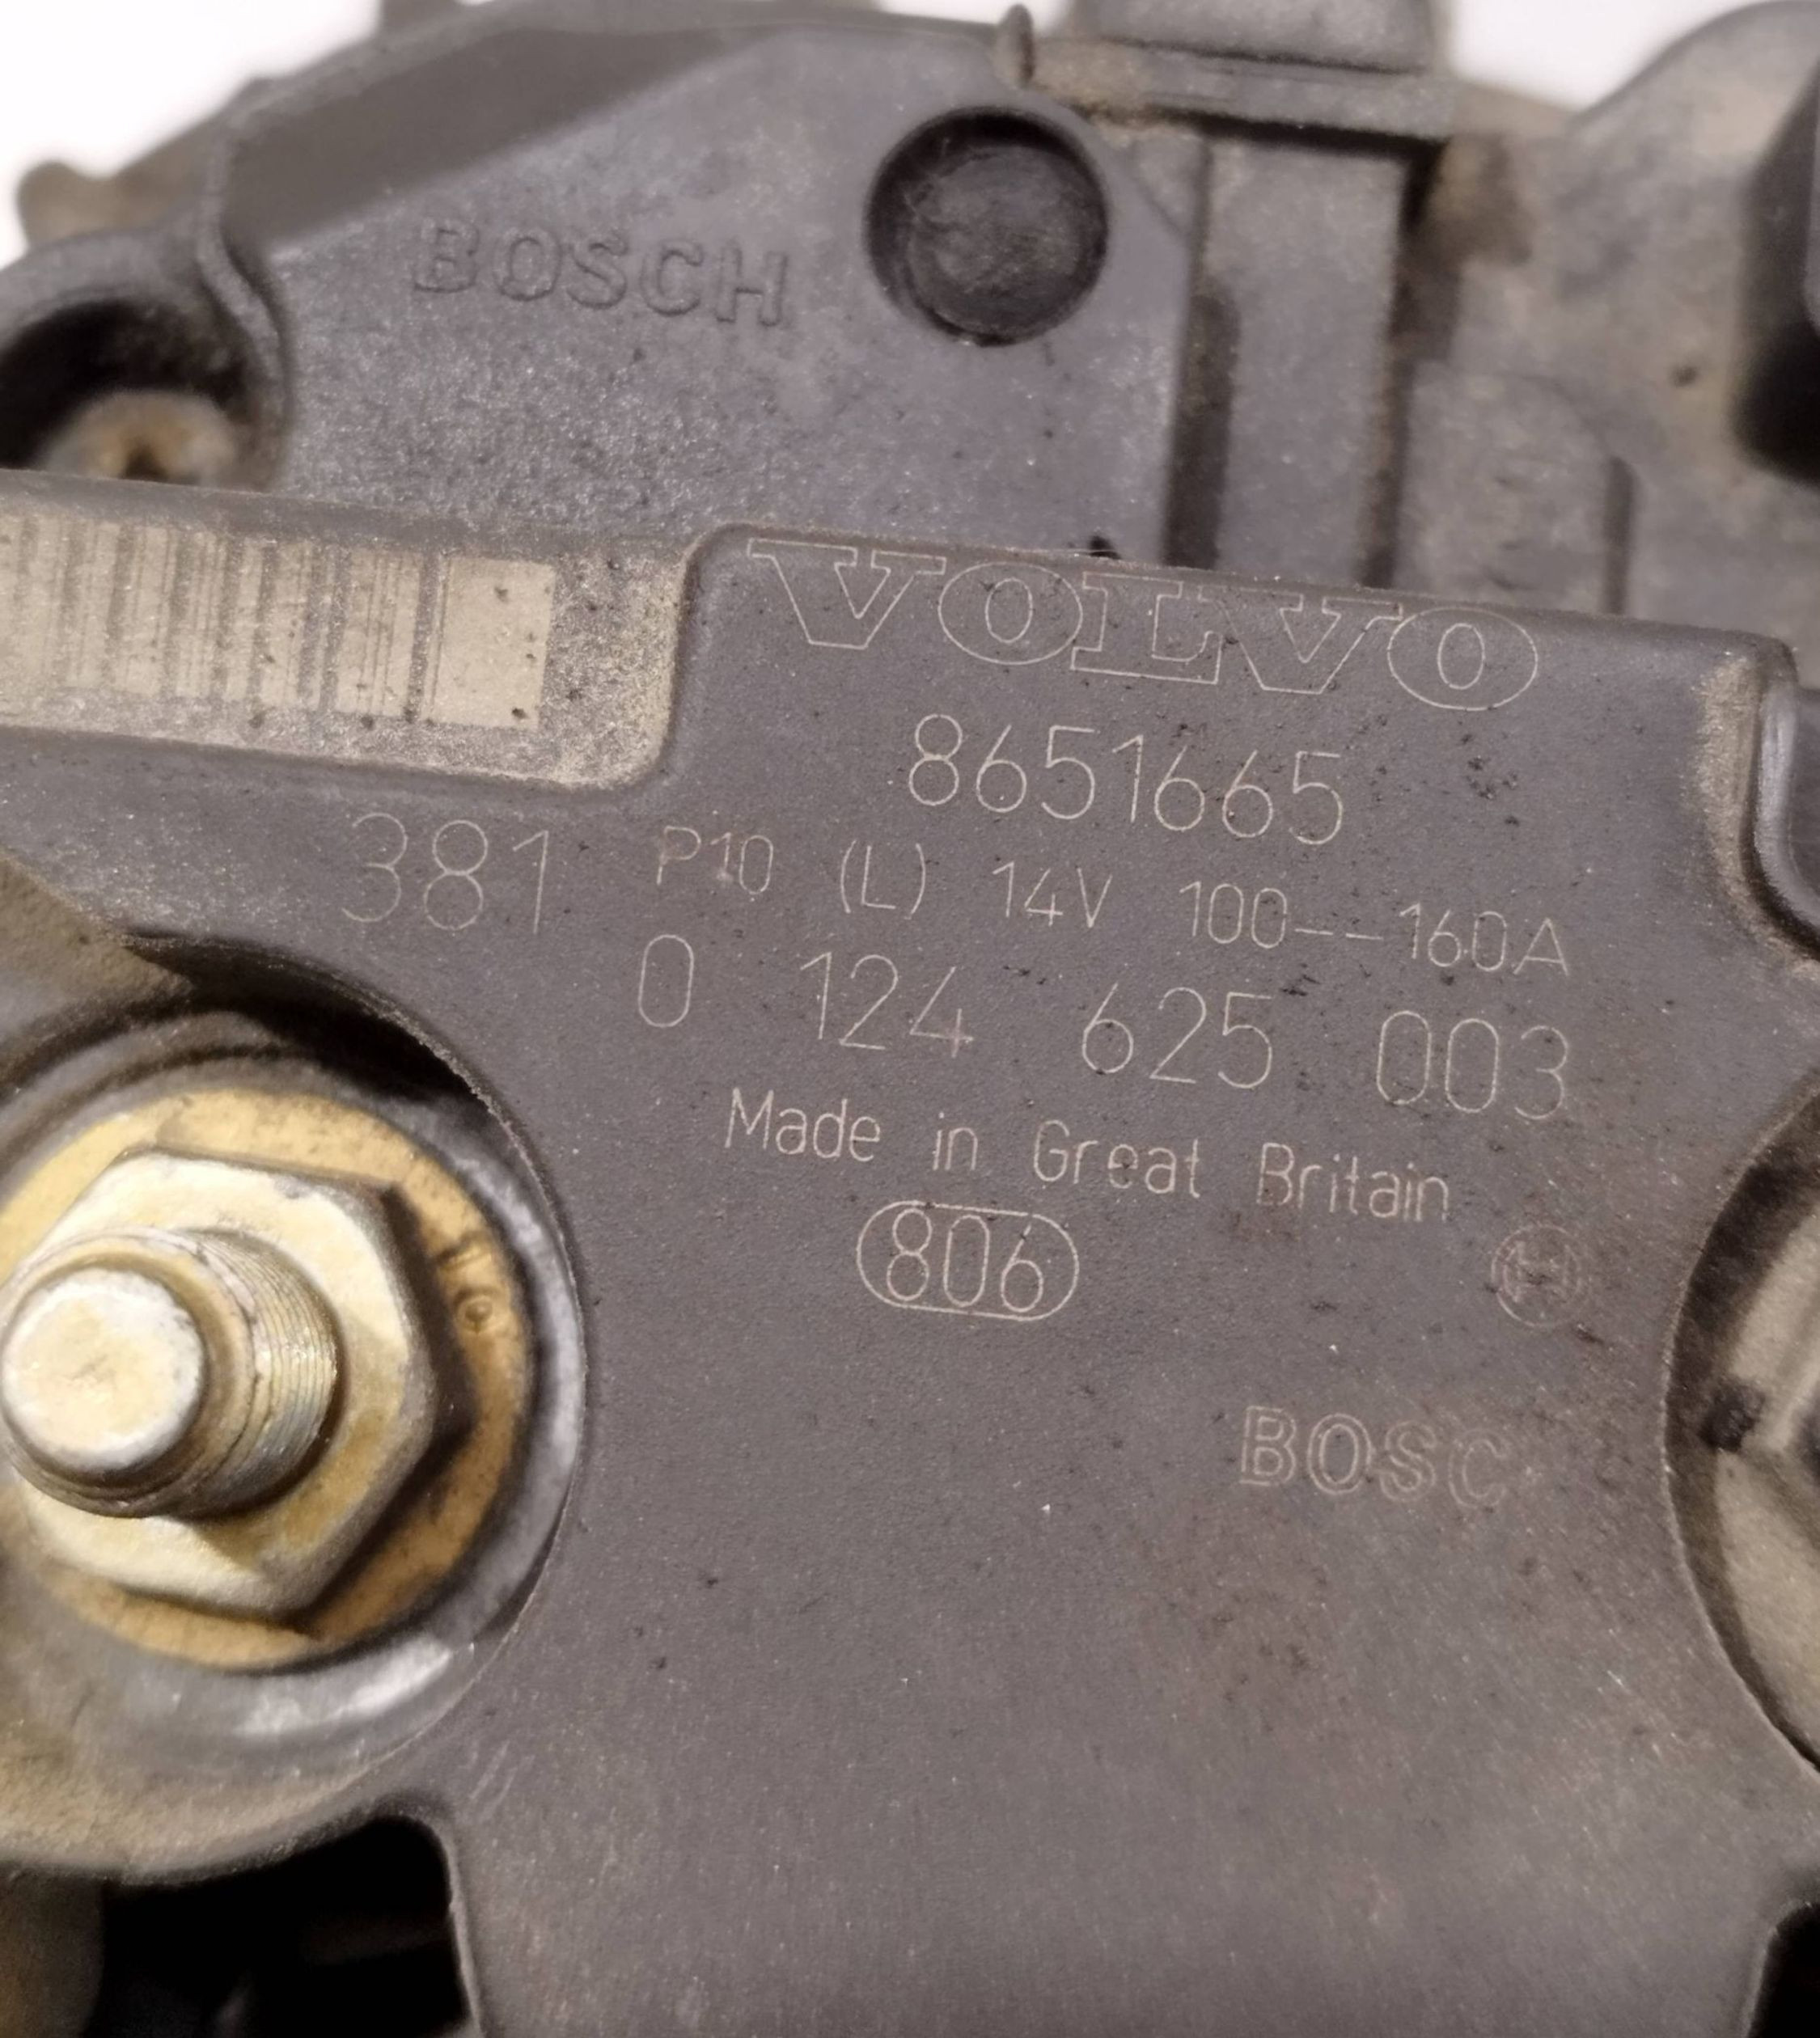 BOSCH
VOLVO
8651665
381 P10 (L) 14V 100--160A
0 124 625 003
Made in Great Britain
806
BOSC